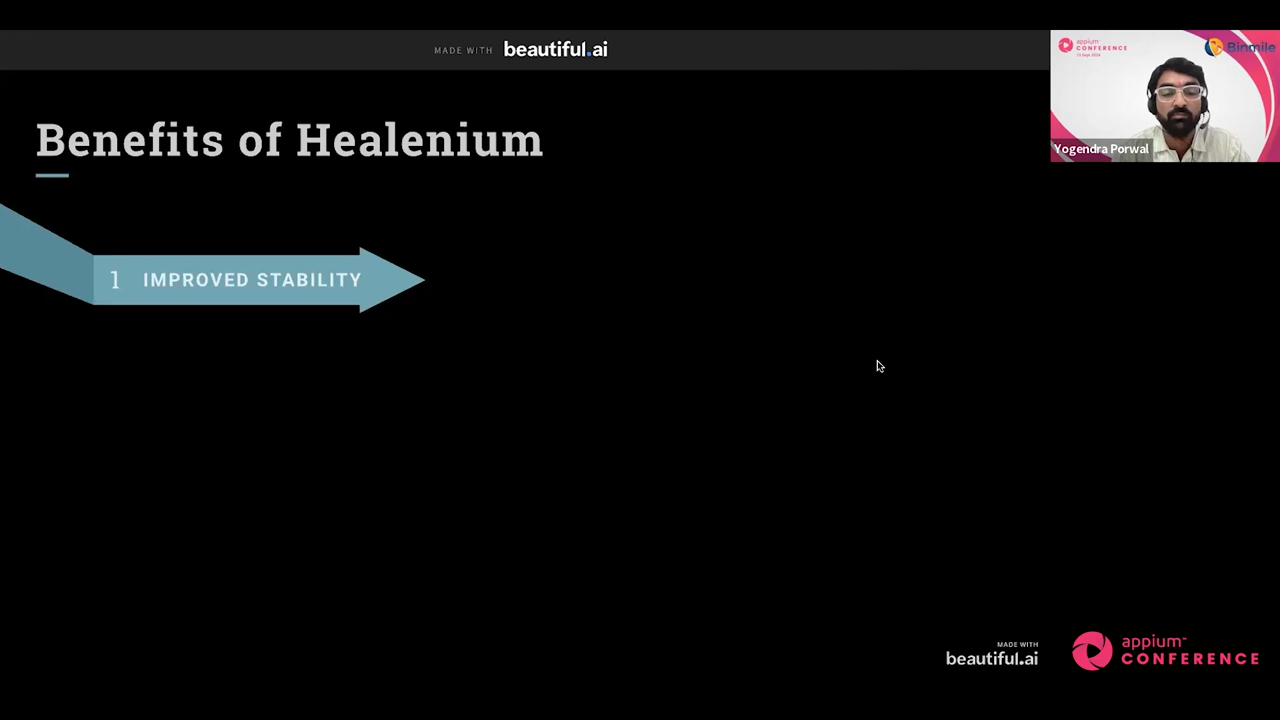 MADE WITH beautiful.ai
appium
CONFERENCE
Binmile
Yogendra Porwal
Benefits of Healenium
1 IMPROVED STABILITY
MADE WITH
beautiful.ai
appium
CONFERENCE